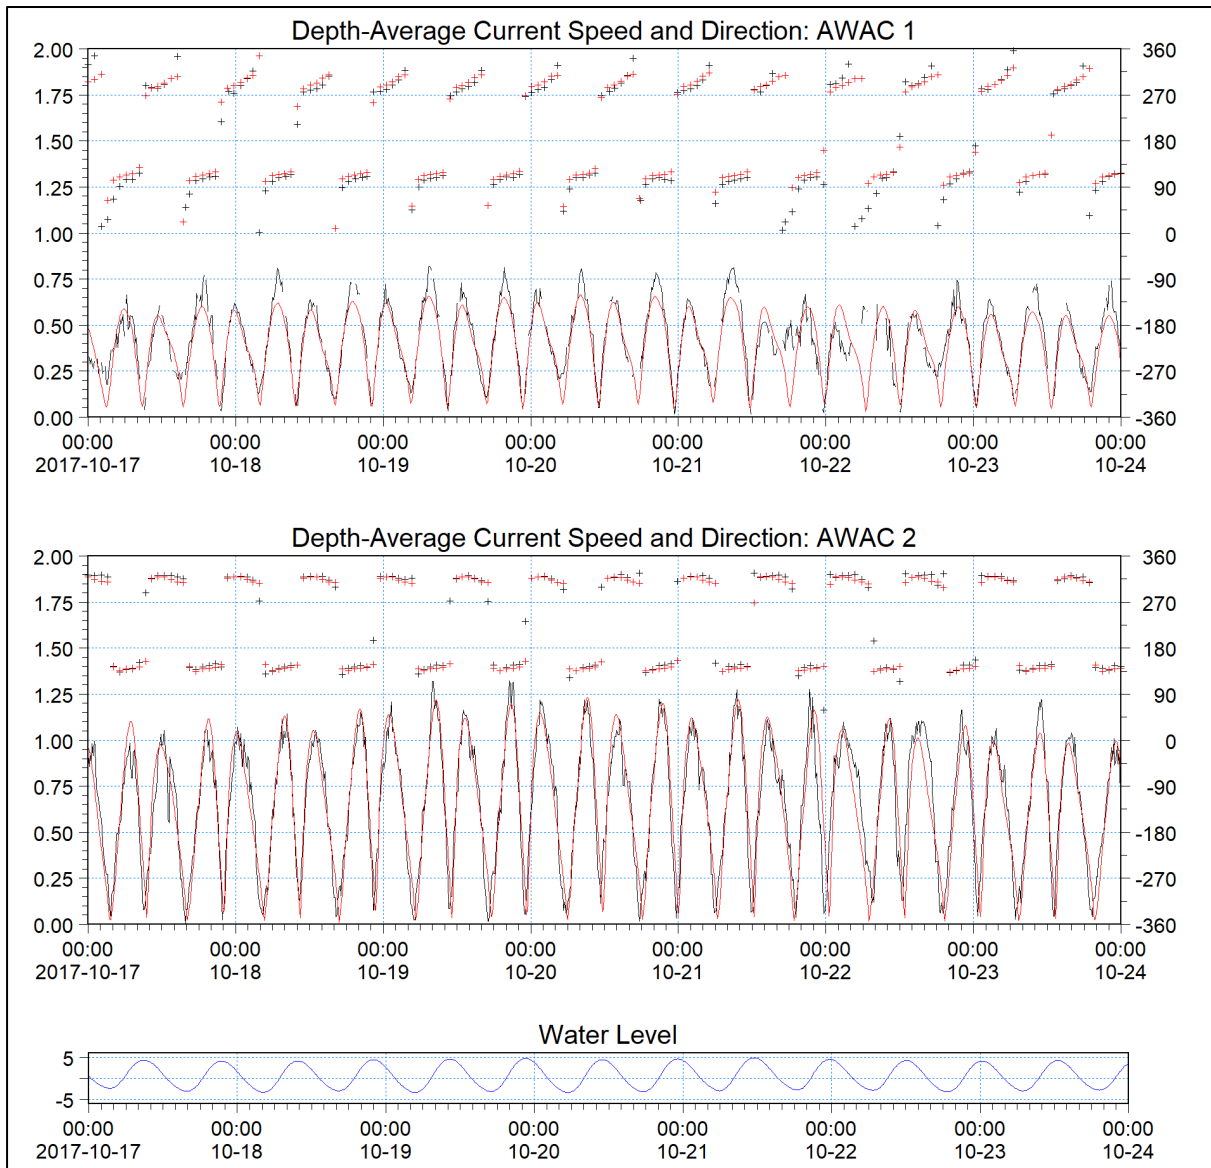 Depth-Average Current Speed and Direction: AWAC 1
2.00 360
1.75 270
1.50 180
1.25 90
1.00 0
0.75 -90
0.50 -180
0.25 -270
0.00 -360
00:00 00:00 00:00 00:00 00:00 00:00 00:00 00:00
2017-10-17 10-18 10-19 10-20 10-21 10-22 10-23 10-24
Depth-Average Current Speed and Direction: AWAC 2
2.00 360
1.75 270
1.50 180
1.25 90
1.00 0
0.75 -90
0.50 -180
0.25 -270
0.00 -360
00:00 00:00 00:00 00:00 00:00 00:00 00:00 00:00
2017-10-17 10-18 10-19 10-20 10-21 10-22 10-23 10-24
Water Level
5
-5
00:00 00:00 00:00 00:00 00:00 00:00 00:00 00:00
2017-10-17 10-18 10-19 10-20 10-21 10-22 10-23 10-24